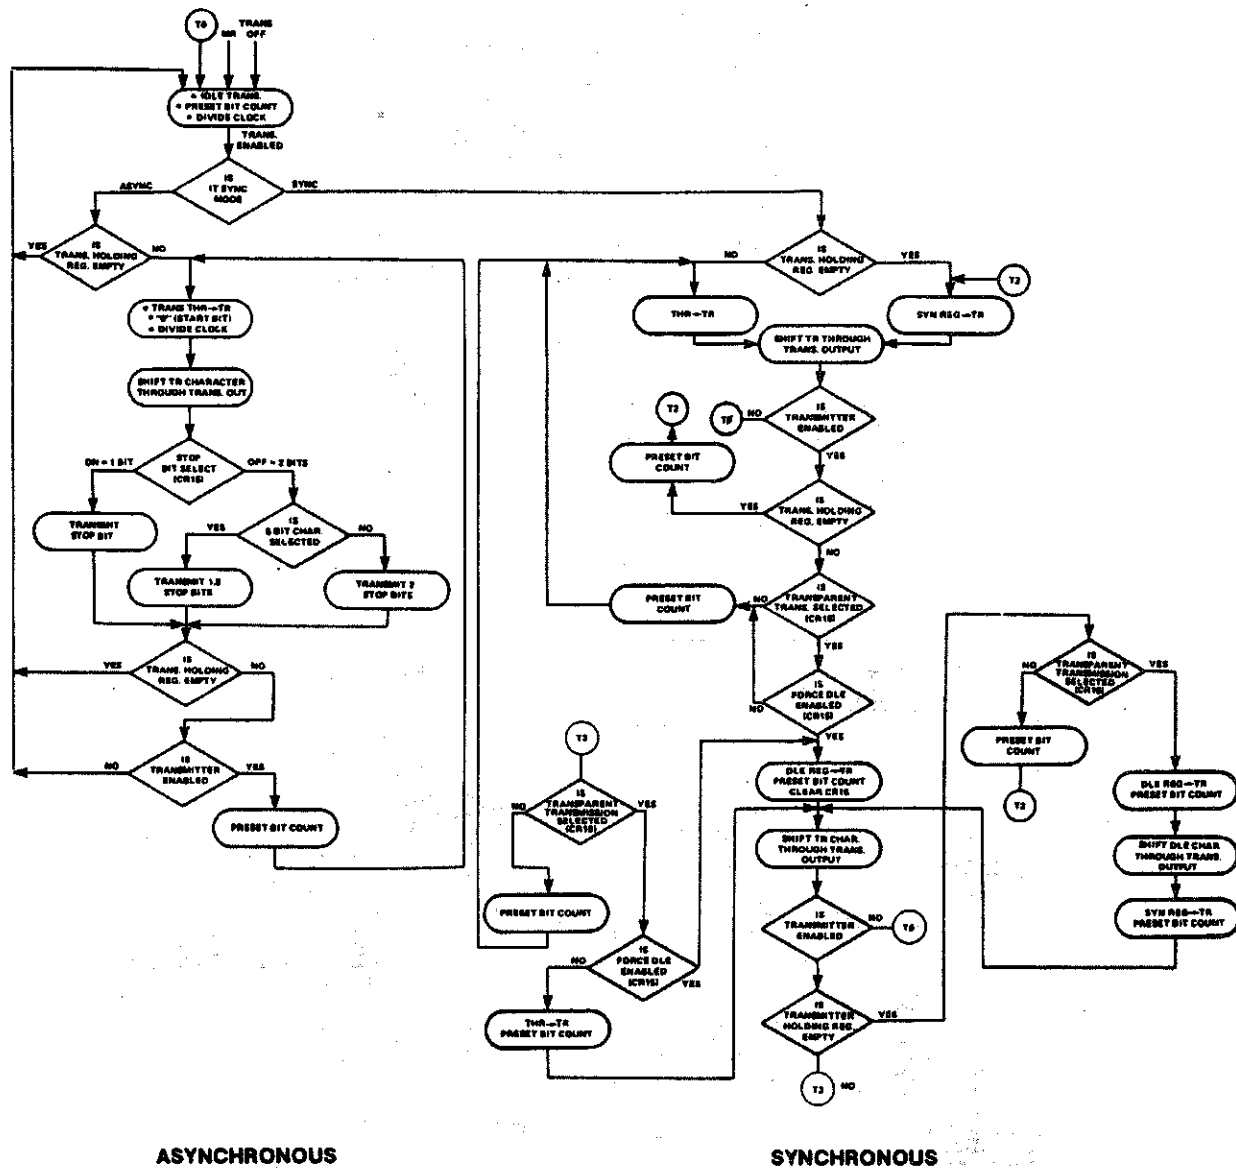 TRANS
OFF
MR
* IDLE TRANS.
* PRESET BIT COUNT
* DIVIDE CLOCK
TRANS.
ENABLED
IS
IT SYNC
MODE
ASYNC
SYNC
IS
TRANS. HOLDING
REG. EMPTY
YES
NO
* TRANS THR→TR
* "0" (START BIT)
* DIVIDE CLOCK
SHIFT TR CHARACTER
THROUGH TRANS. OUT
STOP
BIT SELECT
ON = 1 BIT
OFF = 2 BITS
TRANSMIT
STOP BIT
IS
5 BIT CHAR.
SELECTED
YES
NO
TRANSMIT 1.5
STOP BITS
TRANSMIT 2
STOP BITS
IS
TRANS. HOLDING
REG. EMPTY
YES
NO
IS
TRANSMITTER
ENABLED
NO
YES
PRESET BIT COUNT
IS
TRANS. HOLDING
REG. EMPTY
NO
YES
T2
THR→TR
SYN REG→TR
SHIFT TR THROUGH
TRANS. OUTPUT
IS
TRANSMITTER
ENABLED
NO
YES
T2
PRESET BIT
COUNT
IS
TRANS. HOLDING
REG. EMPTY
YES
NO
IS
TRANSPARENT
TRANS. SELECTED
NO
YES
PRESET BIT
COUNT
IS
FORCE DLE
ENABLED
(CR15)
NO
YES
DLE REG→TR
PRESET BIT COUNT
SHIFT TR CHAR.
THROUGH TRANS.
OUTPUT
IS
TRANSMITTER
ENABLED
NO
IS
TRANSMITTER
HOLDING REG.
EMPTY
YES
T3
NO
T3
IS
TRANSPARENT
TRANSMISSION
SELECTED
NO
YES
PRESET BIT COUNT
IS
FORCE DLE
ENABLED
(CR15)
NO
YES
THR→TR
PRESET BIT COUNT
IS
TRANSPARENT
TRANSMISSION
SELECTED
NO
YES
PRESET BIT
COUNT
T2
DLE REG→TR
PRESET BIT COUNT
SHIFT DLE CHAR
THROUGH TRANS.
OUTPUT
SYN REG→TR
PRESET BIT COUNT
ASYNCHRONOUS
SYNCHRONOUS